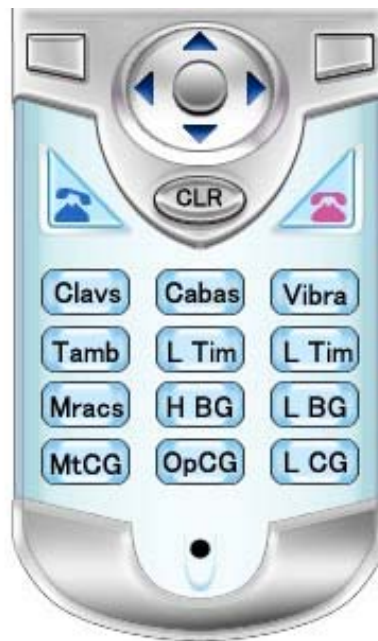 CLR
Clavs Cabas Vibra
Tamb L Tim L Tim
Mracs H BG L BG
MtCG OpCG L CG